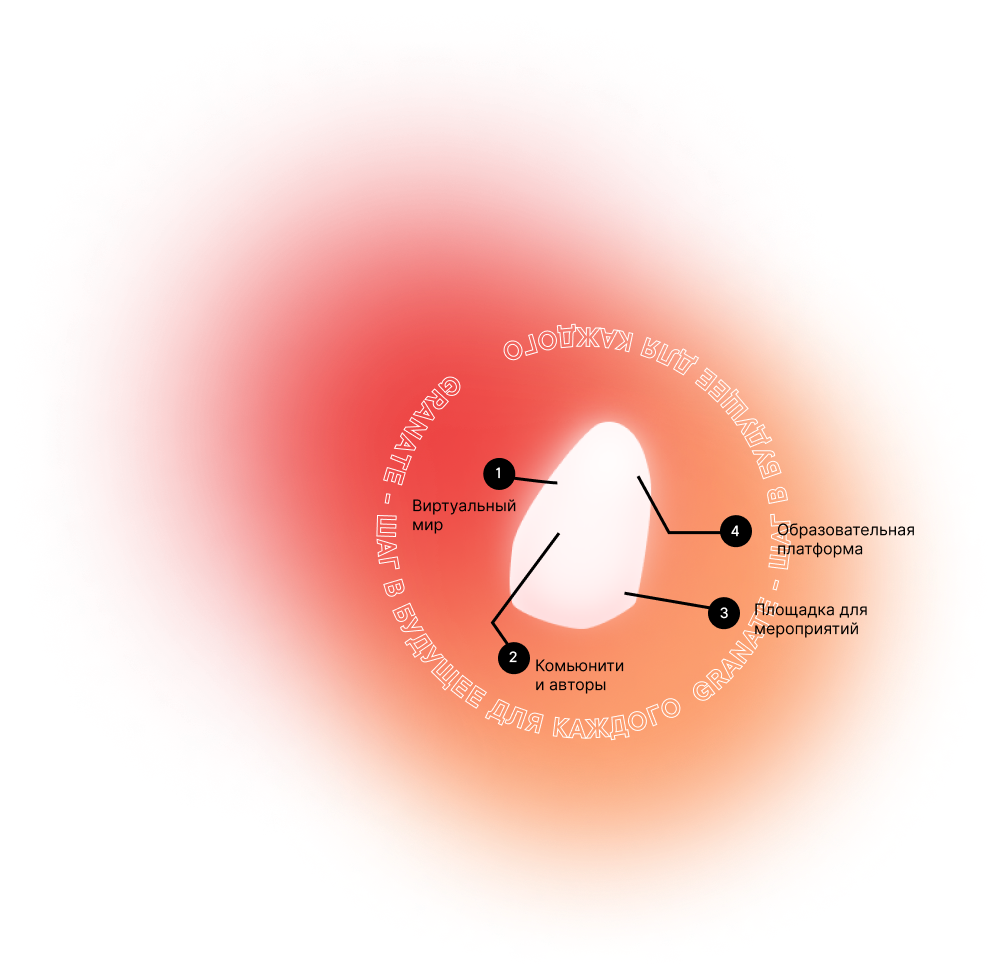 GRANATE - ШАГ В БУДУЩЕЕ ДЛЯ КАЖДОГО
GRANATE - ШАГ В БУДУЩЕЕ ДЛЯ КАЖДОГО
1
Виртуальный
мир
4
Образовательная
платформа
3
Площадка для
мероприятий
2
Комьюнити
и авторы